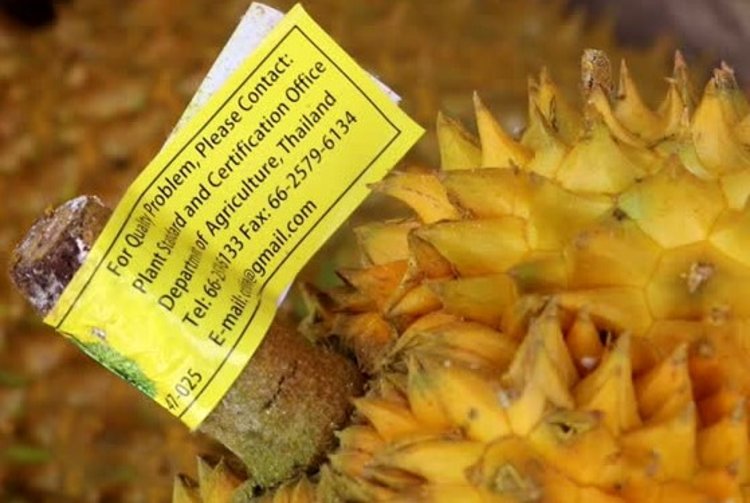 For Quality Problem, Please Contact:
Plant Standard and Certification Office
Department of Agriculture, Thailand
Fax: 66-2579-6134
E-mail:
47-025